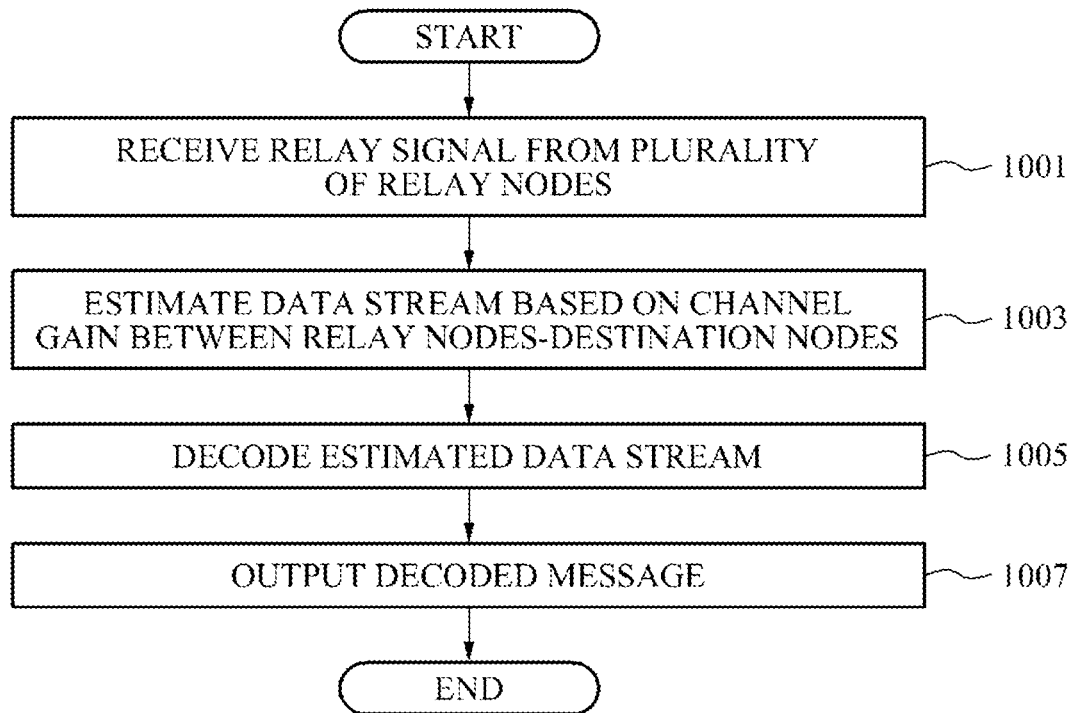 START
RECEIVE RELAY SIGNAL FROM PLURALITY
OF RELAY NODES
1001
ESTIMATE DATA STREAM BASED ON CHANNEL
GAIN BETWEEN RELAY NODES-DESTINATION NODES
1003
DECODE ESTIMATED DATA STREAM
1005
OUTPUT DECODED MESSAGE
1007
END